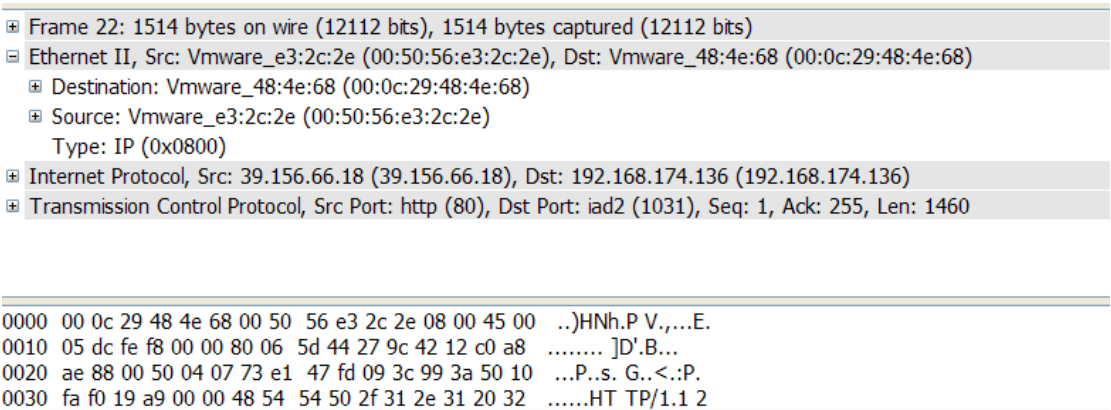 Frame 22: 1514 bytes on wire (12112 bits), 1514 bytes captured (12112 bits)
Ethernet II, Src: Vmware_e3:2c:2e (00:50:56:e3:2c:2e), Dst: Vmware_48:4e:68 (00:0c:29:48:4e:68)
Destination: Vmware_48:4e:68 (00:0c:29:48:4e:68)
Source: Vmware_e3:2c:2e (00:50:56:e3:2c:2e)
Type: IP (0x0800)
Internet Protocol, Src: 39.156.66.18 (39.156.66.18), Dst: 192.168.174.136 (192.168.174.136)
Transmission Control Protocol, Src Port: http (80), Dst Port: iad2 (1031), Seq: 1, Ack: 255, Len: 1460
0000 00 0c 29 48 4e 68 00 50 56 e3 2c 2e 08 00 45 00 ..)HNh.P V.,...E.
0010 05 dc fe f8 00 00 80 06 5d 44 27 9c 42 12 c0 a8 ........ ]D'.B...
0020 ae 88 00 50 04 07 73 e1 47 fd 09 3c 99 3a 50 10 ...P..s. G..<.:P.
0030 fa f0 19 a9 00 00 48 54 54 50 2f 31 2e 31 20 32 ......HT TP/1.1 2